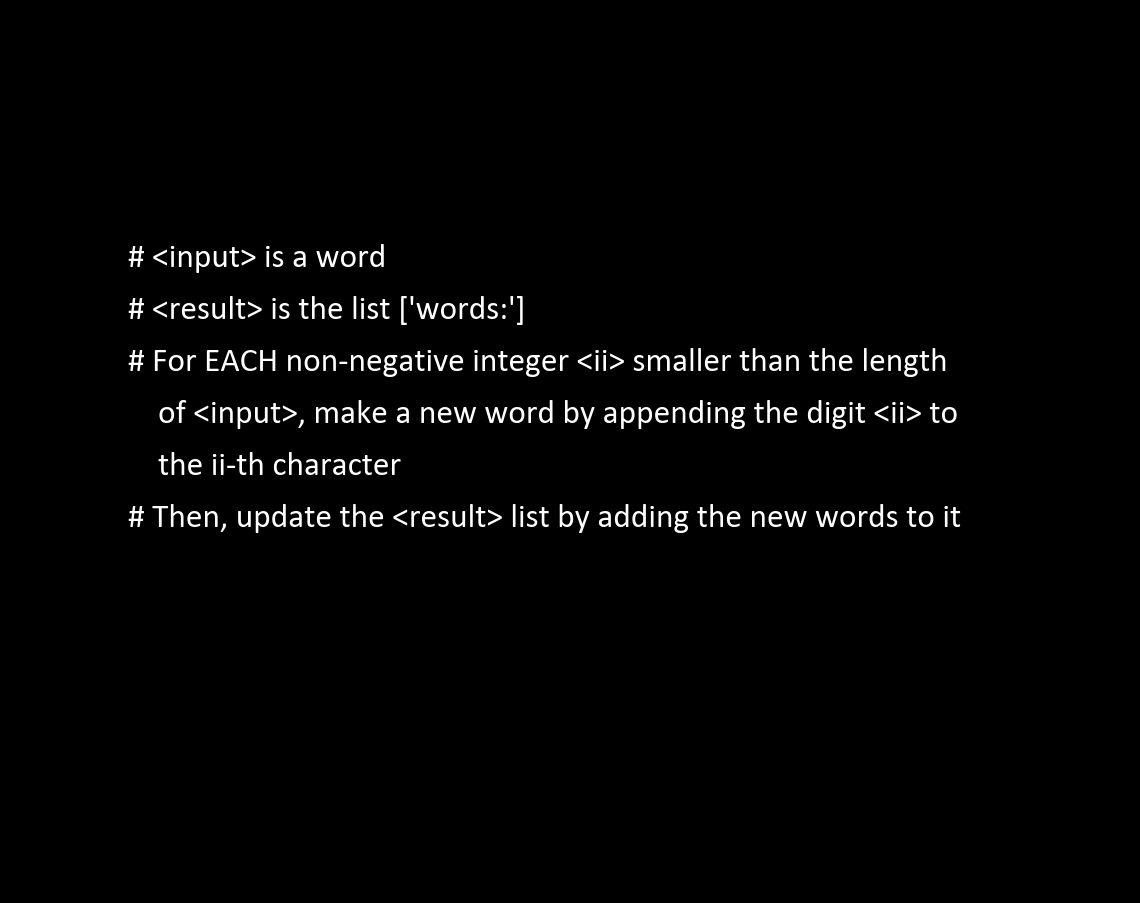 # <input> is a word
# <result> is the list ['words:']
# For EACH non-negative integer <ii> smaller than the length
of <input>, make a new word by appending the digit <ii> to
the ii-th character
# Then, update the <result> list by adding the new words to it